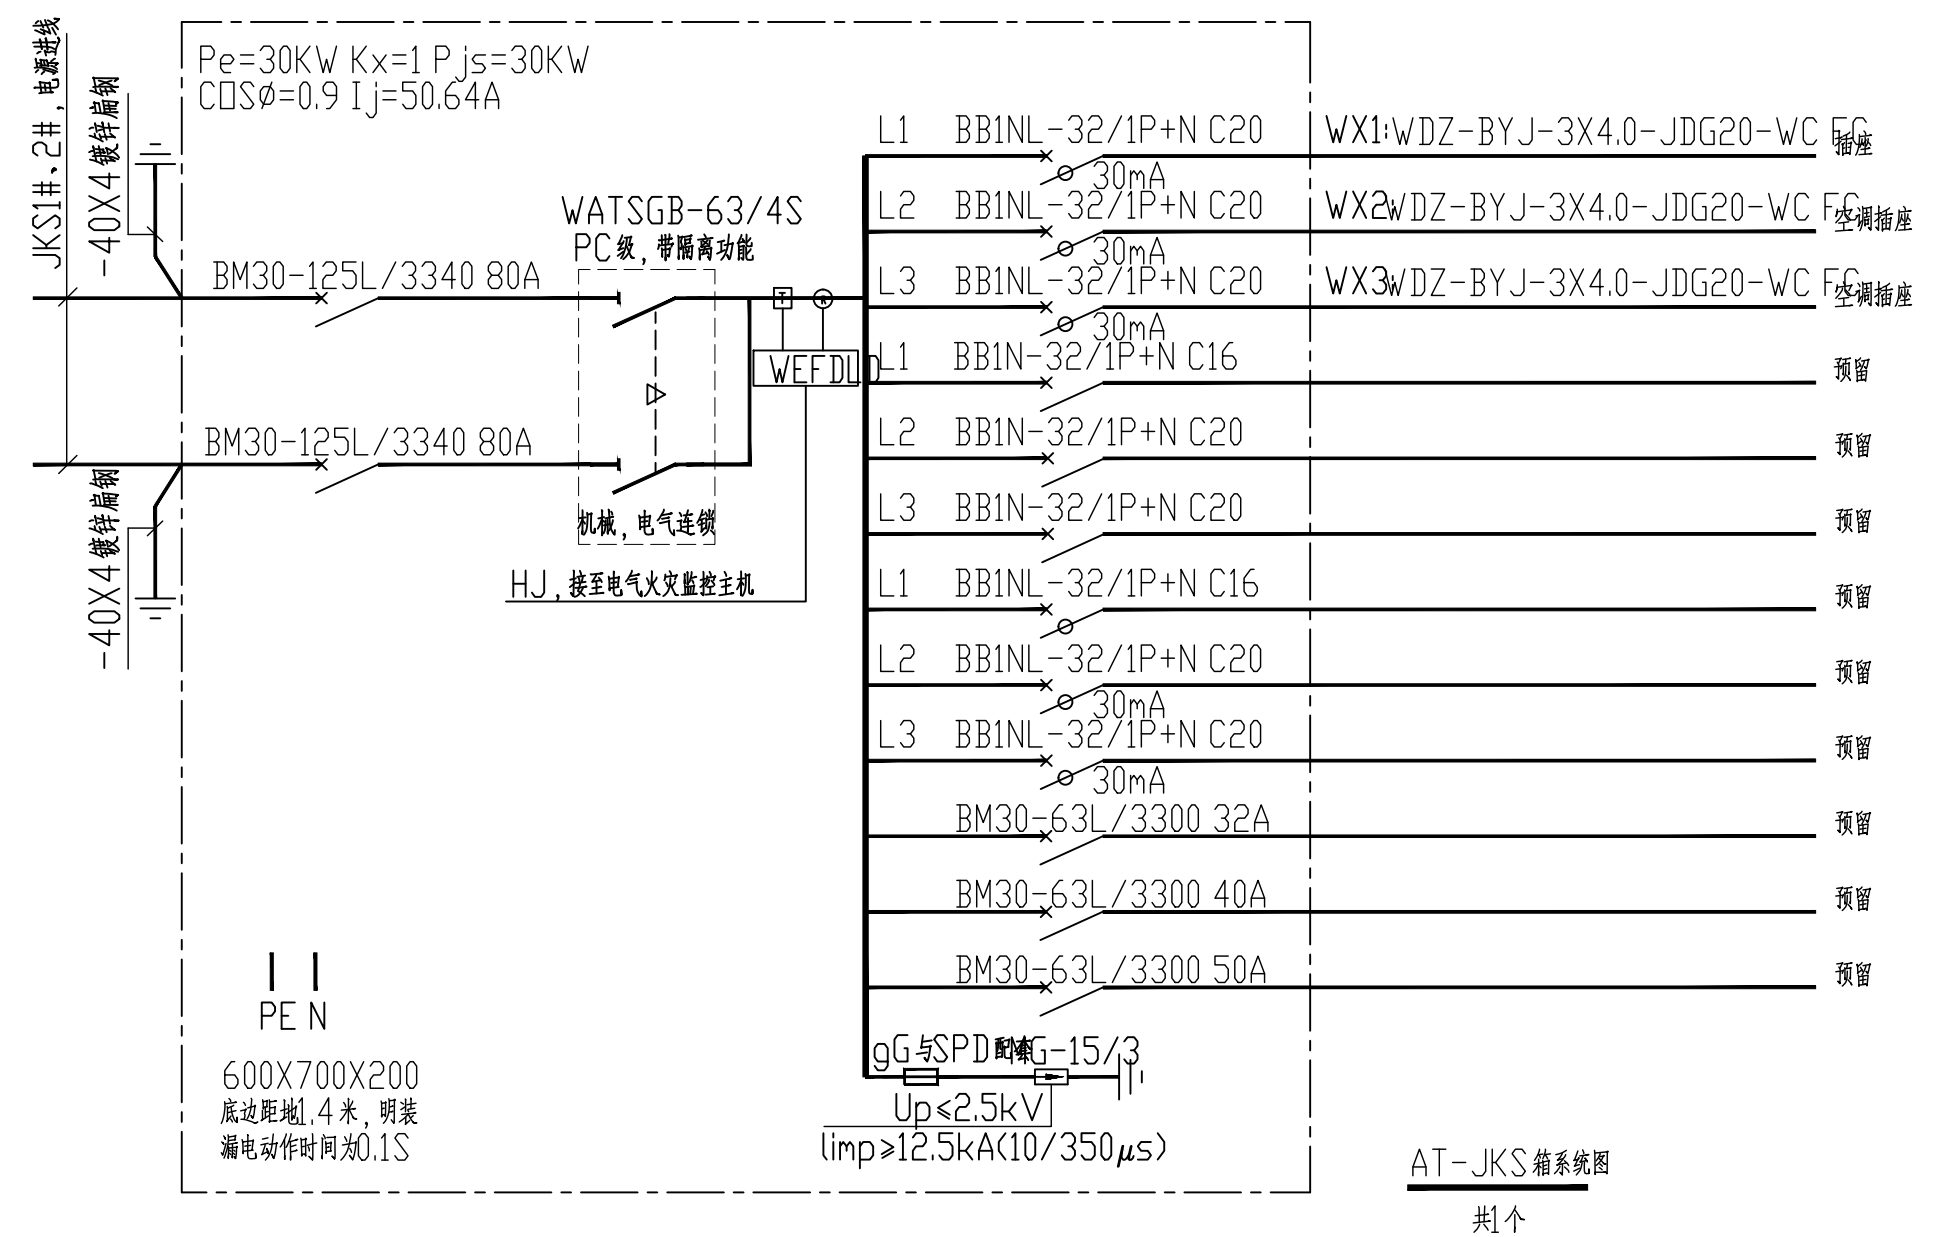 JKS1#、2#,电源进线
-40X4镀锌扁钢
Pe=30KW Kx=1 Pjs=30KW
COSø=0.9 Ij=50.64A
BM30-125L/3340 80A
BM30-125L/3340 80A
-40X4镀锌扁钢
WATSGB-63/4S
PC级,带隔离功能
机械,电气连锁
T
R
WEFDLD
HJ,接至电气火灾监控主机
L1 BB1NL-32/1P+N C20 WX1:WDZ-BYJ-3X4.0-JDG20-WC FC 插座
30mA
L2 BB1NL-32/1P+N C20 WX2:WDZ-BYJ-3X4.0-JDG20-WC FC 空调插座
30mA
L3 BB1NL-32/1P+N C20 WX3:WDZ-BYJ-3X4.0-JDG20-WC FC 空调插座
30mA
L1 BB1N-32/1P+N C16 预留
L2 BB1N-32/1P+N C20 预留
L3 BB1N-32/1P+N C20 预留
L1 BB1NL-32/1P+N C16 预留
L2 BB1NL-32/1P+N C20 预留
30mA
L3 BB1NL-32/1P+N C20 预留
30mA
BM30-63L/3300 32A 预留
BM30-63L/3300 40A 预留
BM30-63L/3300 50A 预留
gG与SPD配套
G-15/3
Up≤2.5kV
limp≥12.5kA(10/350μs)
PE N
600X700X200
底边距地1.4米,明装
漏电动作时间为0.1S
AT-JKS箱系统图
共1个